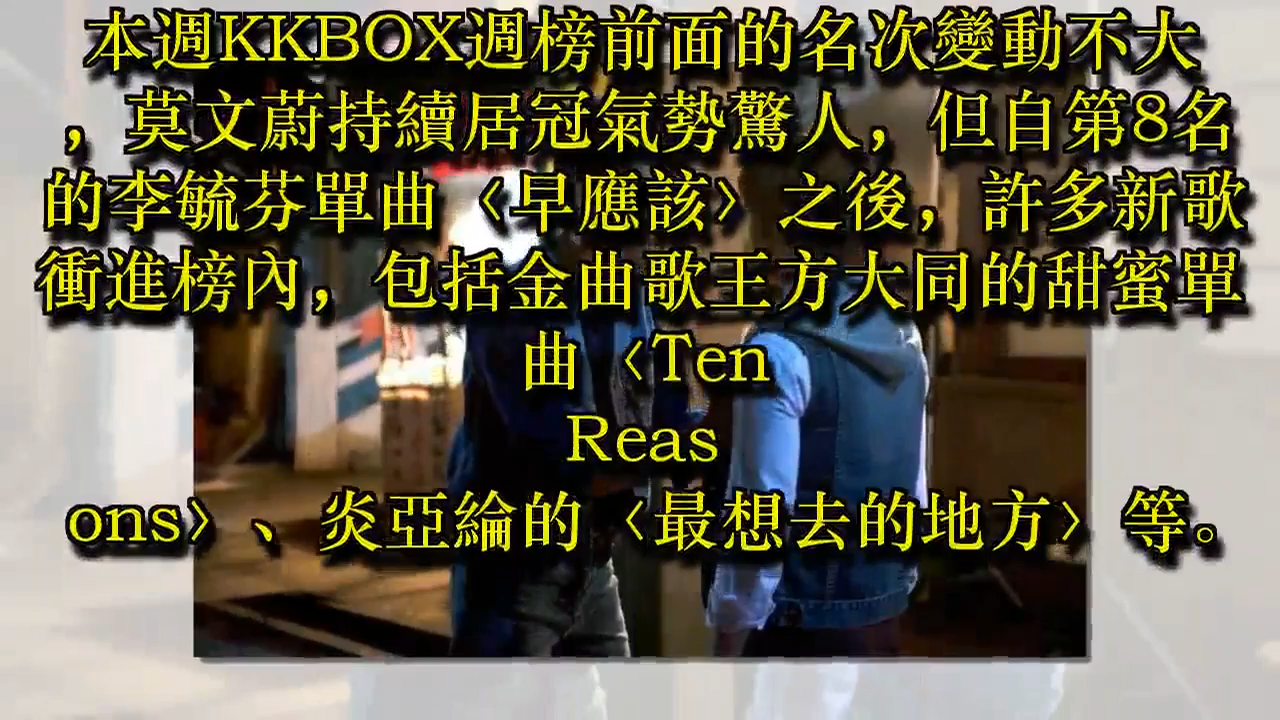 本週KKBOX週榜前面的名次變動不大
，莫文蔚持續居冠氣勢驚人，但自第8名
的李毓芬單曲〈早應該〉之後，許多新歌
衝進榜內，包括金曲歌王方大同的甜蜜單
曲〈Ten
Reas
ons〉、炎亞綸的〈最想去的地方〉等。